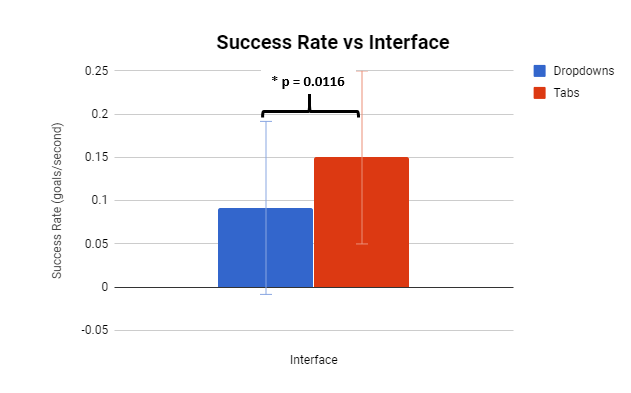 Success Rate vs Interface
0.25
0.2
0.15
0.1
0.05
0
-0.05
Success Rate (goals/second)
* p = 0.0116
Interface
Dropdowns
Tabs